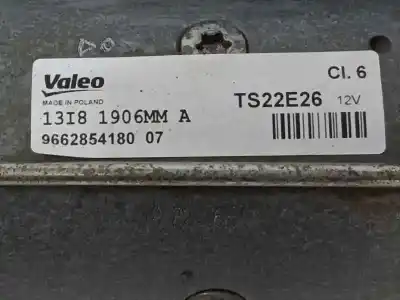 Valeo
MADE IN POLAND
Cl. 6
TS22E26 12V
13I8 1906MM A
9662854180 07